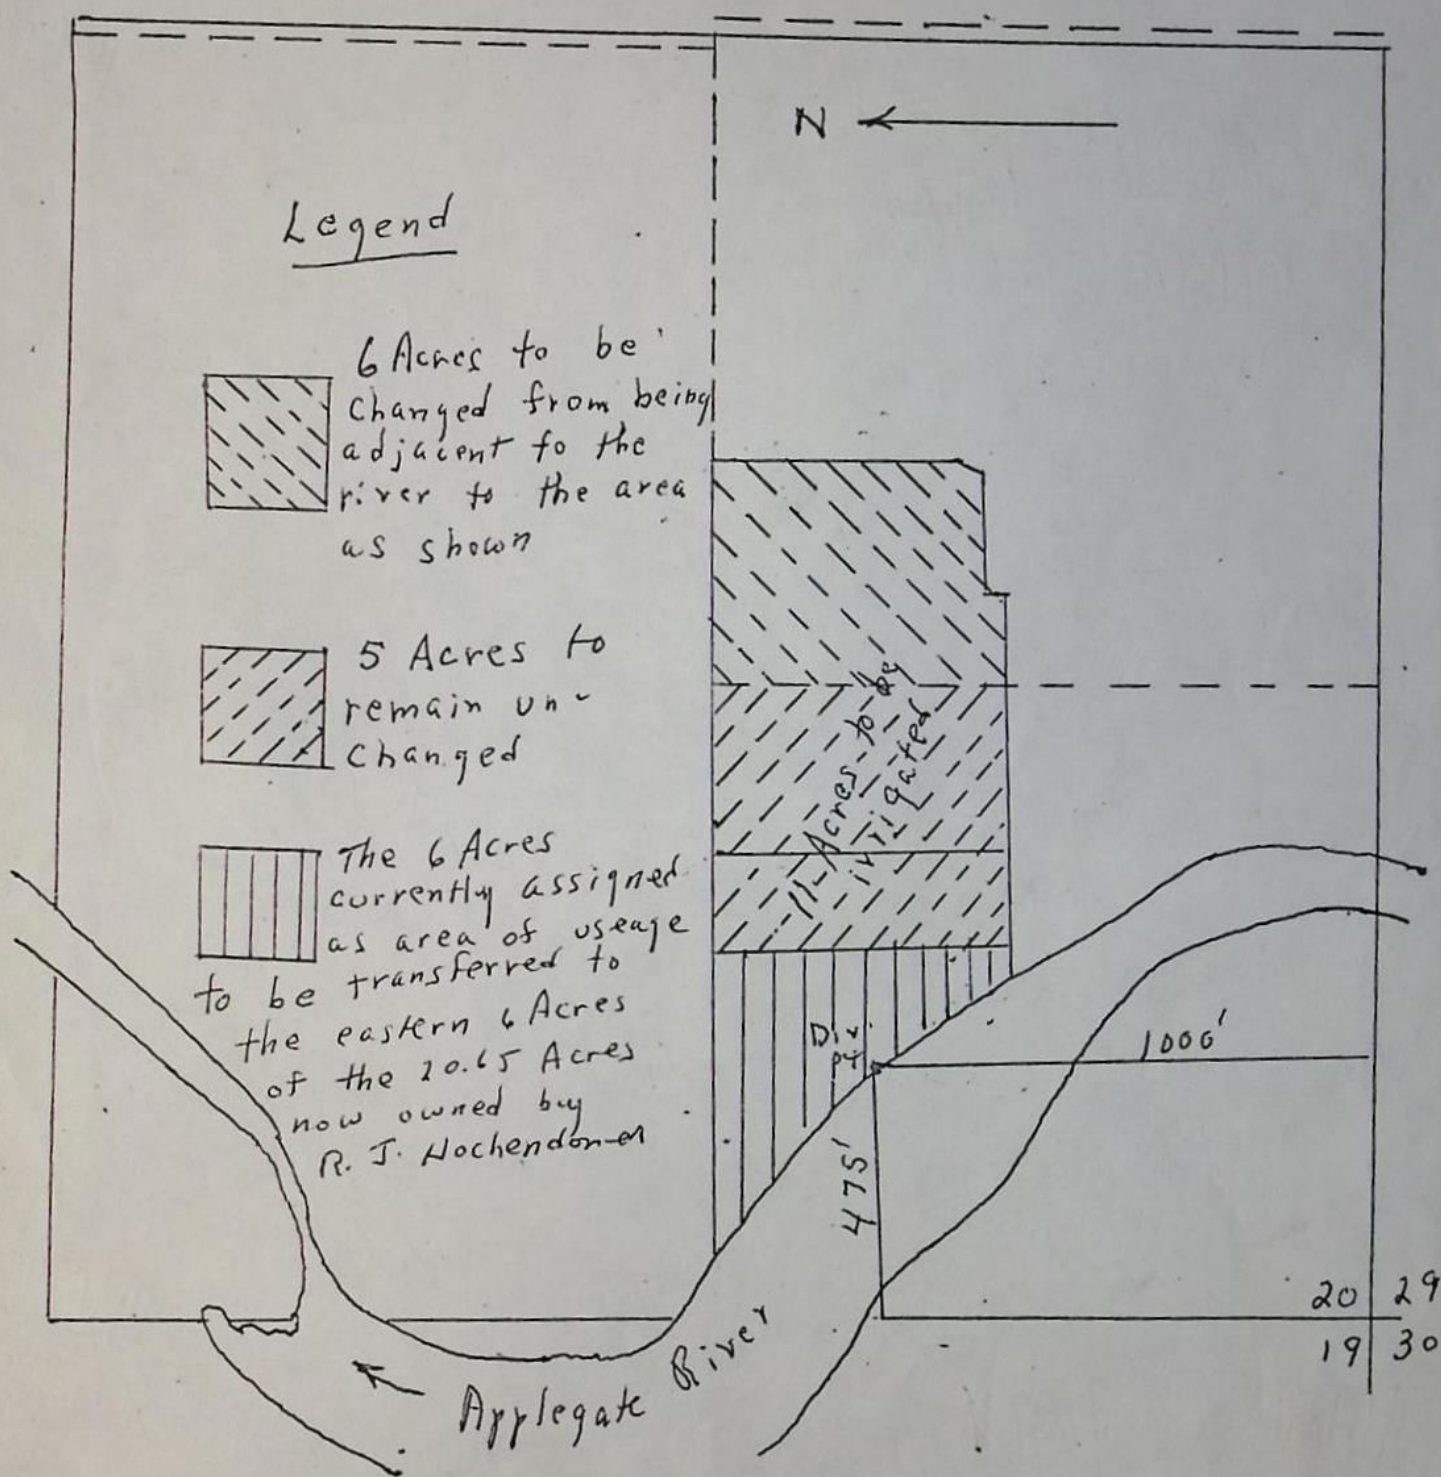 N
Legend
6 Acres to be
changed from being
adjacent to the
river to the area
as shown
5 Acres to
remain un-
changed
The 6 Acres
currently assigned
as area of useage
to be transferred to
the eastern 6 Acres
of the 20.65 Acres
now owned buy
R. J. Hochendoner
11 Acres to be
irrigated
Div.
pt.
1000'
475'
20 29
19 30
Applegate River